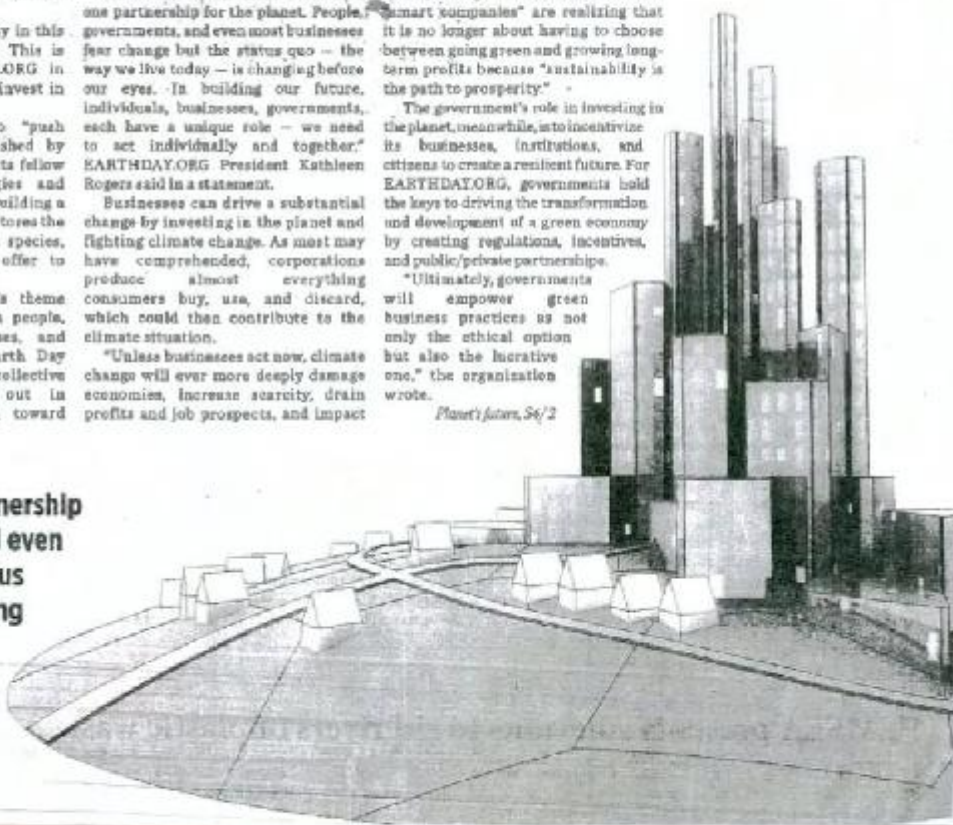 y in this
This is
.ORG in
invest in
"push
shed by
ts fellow
gies and
uilding a
tores the
species,
offer to
s theme
people,
ses, and
arth Day
collective
out in
toward
one partnership for the planet. People,
governments, and even most businesses
fear change but the status quo — the
way we live today — is changing before
our eyes. In building our future,
individuals, businesses, governments,
each have a unique role — we need
to act individually and together."
EARTHDAY.ORG President Kathleen
Rogers said in a statement.
Businesses can drive a substantial
change by investing in the planet and
fighting climate change. As most may
have comprehended, corporations
produce almost everything
consumers buy, use, and discard,
which could then contribute to the
climate situation.
"Unless businesses act now, climate
change will ever more deeply damage
economies, increase scarcity, drain
profits and job prospects, and impact
"smart companies" are realizing that
it is no longer about having to choose
between going green and growing long-
term profits because "sustainability is
the path to prosperity."
The government's role in investing in
the planet, meanwhile, is to incentivize
its businesses, institutions, and
citizens to create a resilient future. For
EARTHDAY.ORG, governments hold
the keys to driving the transformation
and development of a green economy
by creating regulations, incentives,
and public/private partnerships.
"Ultimately, governments
will empower green
business practices as not
only the ethical option
but also the lucrative
one," the organization
wrote.
Planet's future, S6/2
nership
even
us
ng